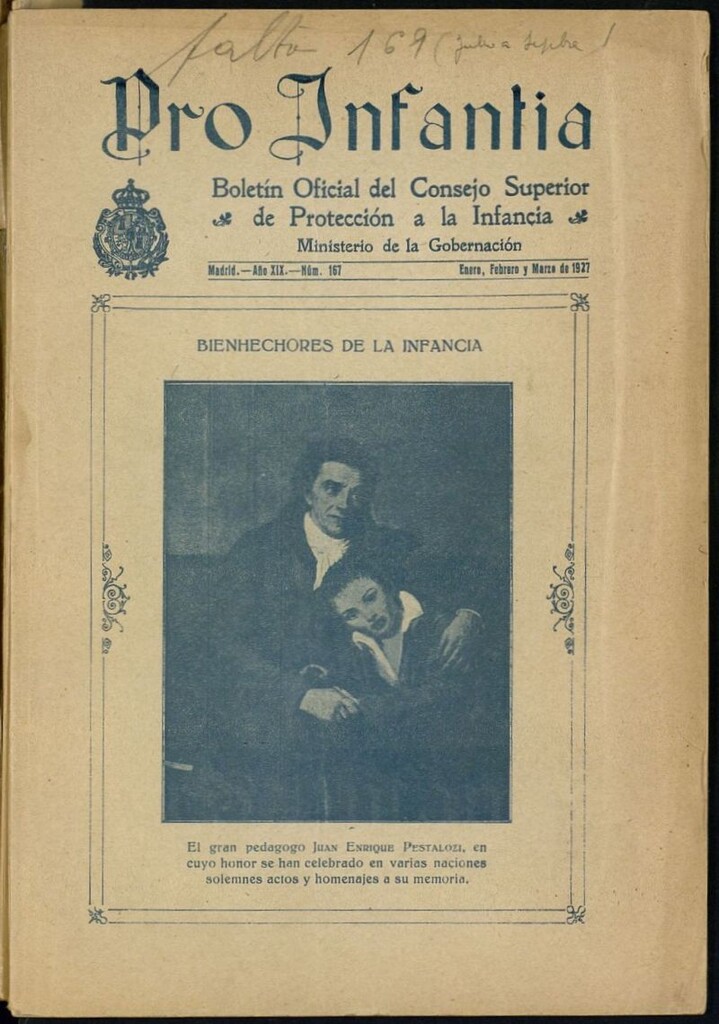 falta 169 (Julio a Sepbre)
Pro Infantia
Boletín Oficial del Consejo Superior
de Protección a la Infancia
Ministerio de la Gobernación
Madrid.—Año XIX.—Núm. 167 Enero, Febrero y Marzo de 1927
BIENHECHORES DE LA INFANCIA
El gran pedagogo JUAN ENRIQUE PESTALOZI, en
cuyo honor se han celebrado en varias naciones
solemnes actos y homenajes a su memoria.